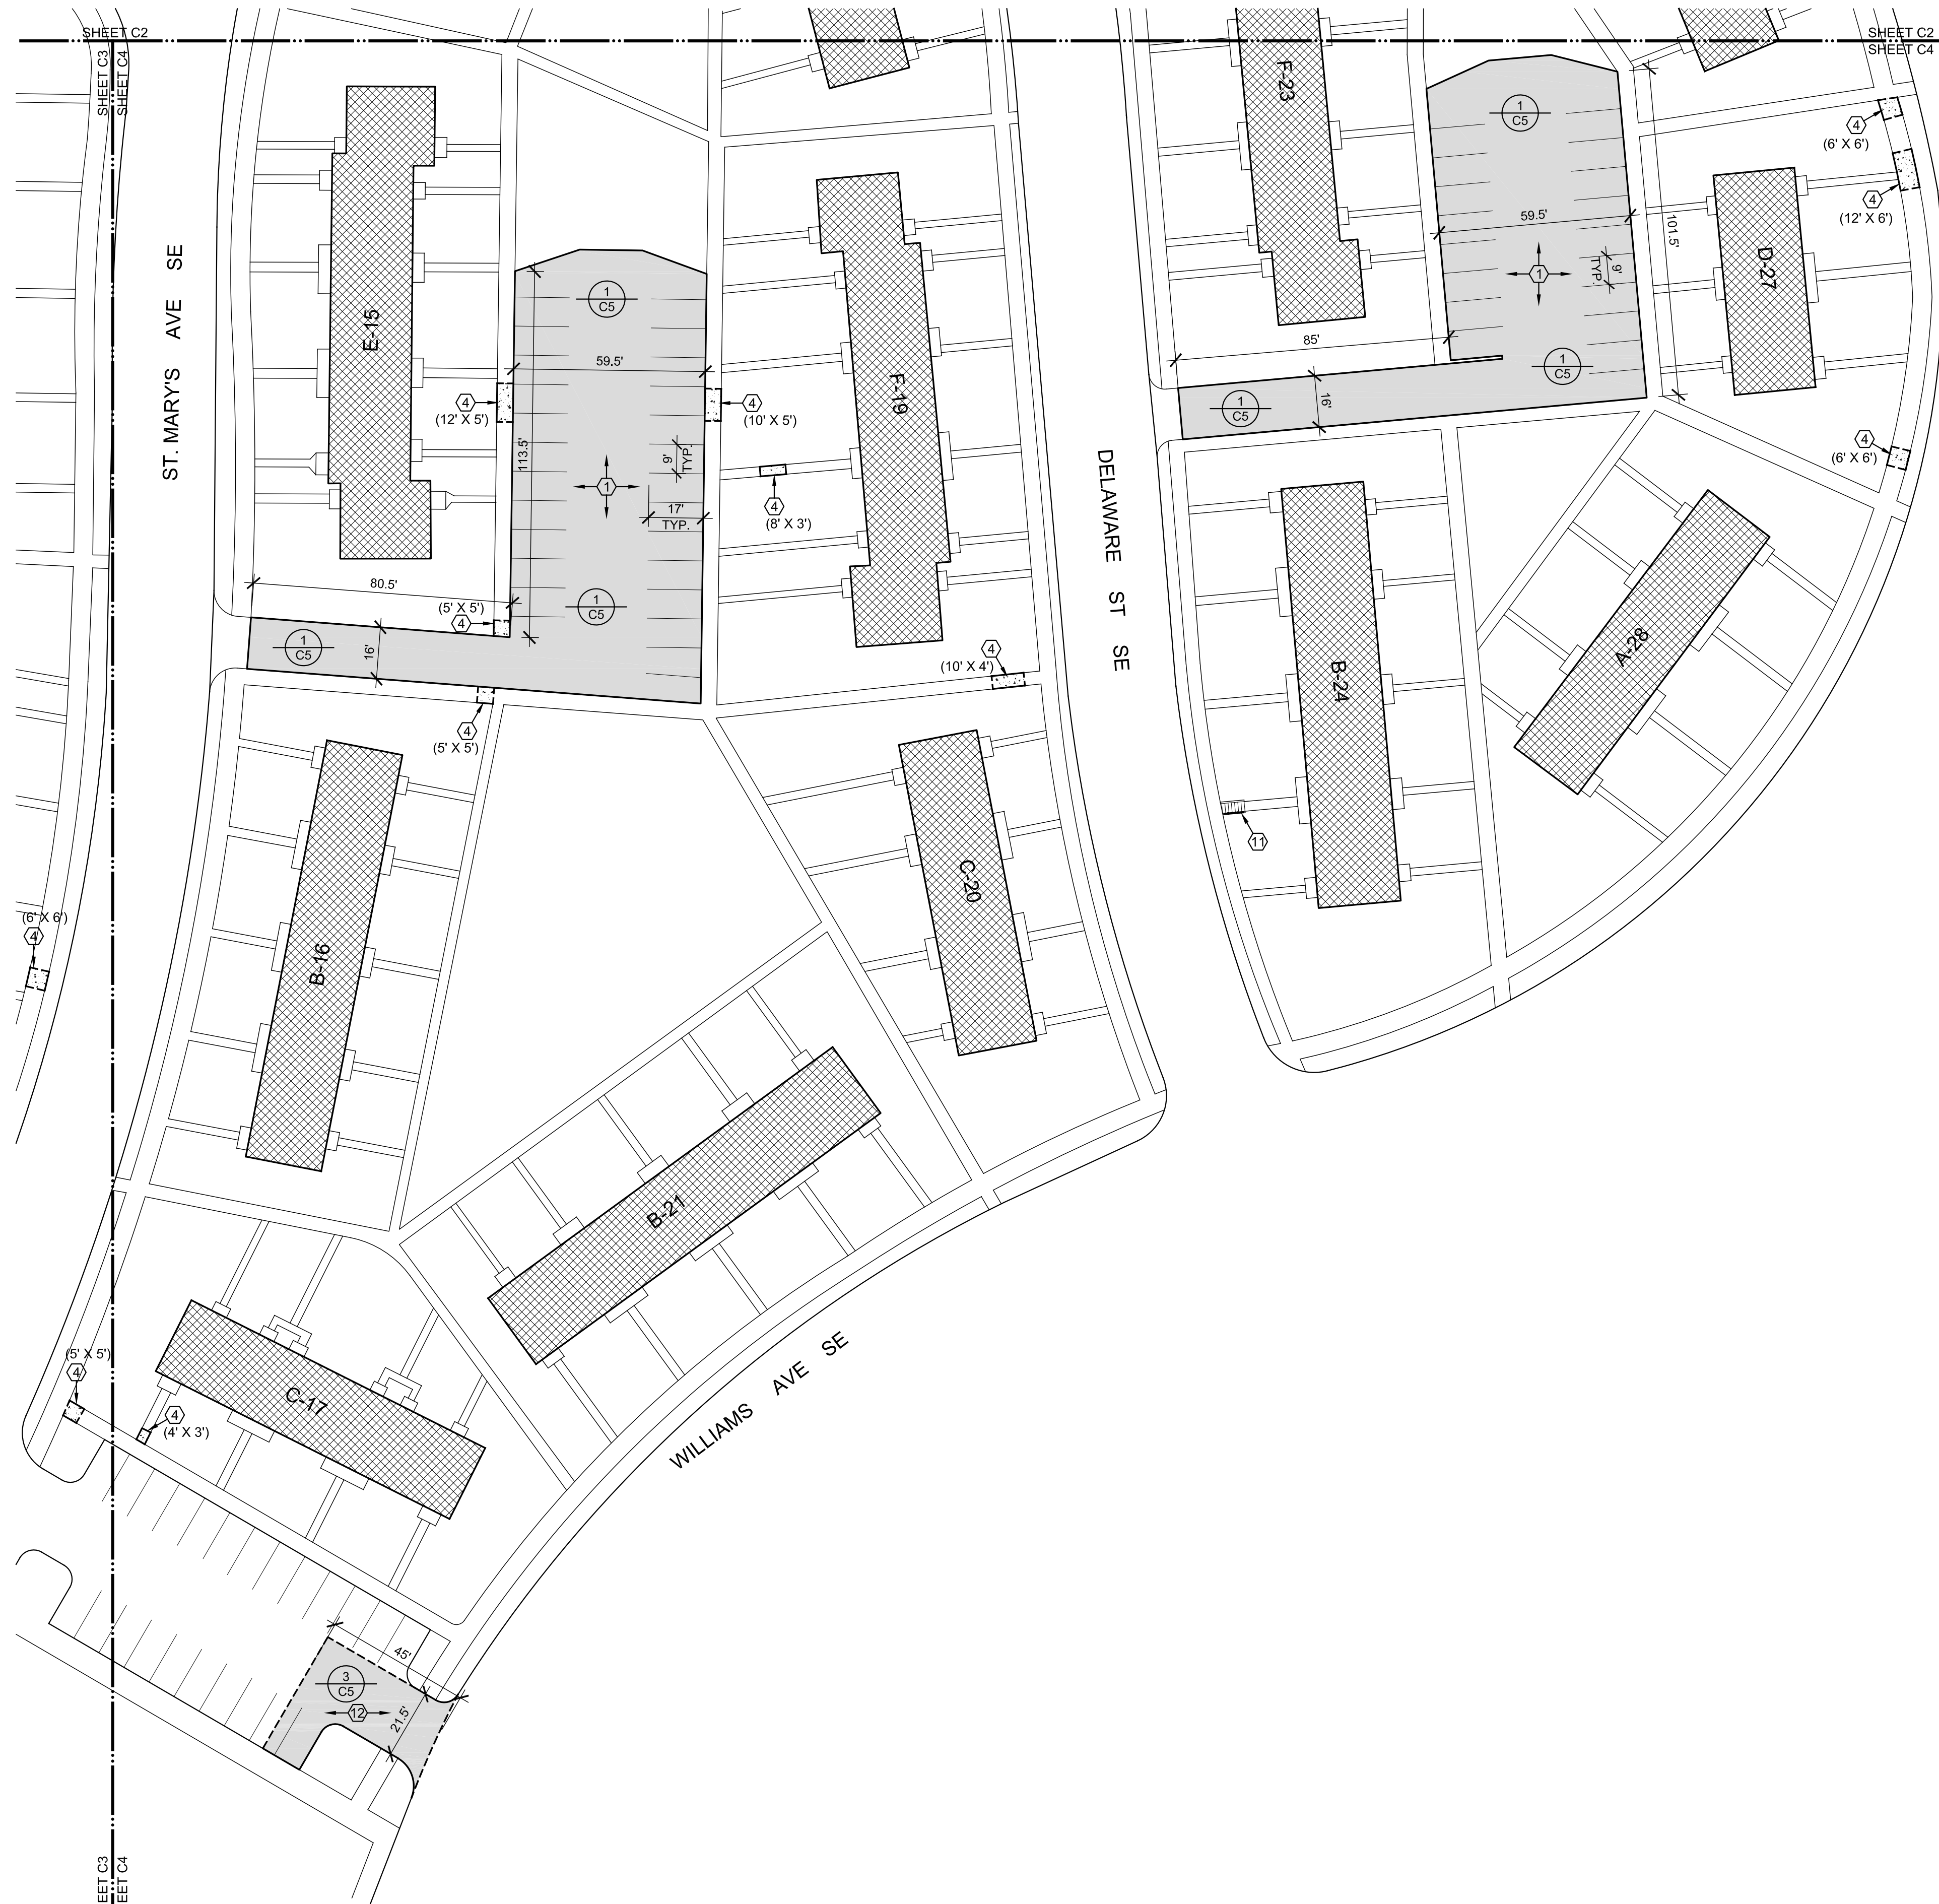 SHEET C2
SHEET C3
SHEET C4
SHEET C2
SHEET C4
ST. MARY'S AVE SE
E-15
1
C5
59.5'
4
(12' X 5')
4
(10' X 5')
113.5'
9'
TYP.
1
17'
TYP.
4
(8' X 3')
F-19
80.5'
(5' X 5')
4
1
C5
1
C5
16'
4
(5' X 5')
4
(10' X 4')
DELAWARE ST SE
F-23
1
C5
59.5'
1
9'
TYP.
101.5'
4
(6' X 6')
4
(12' X 6')
D-27
85'
1
C5
1
C5
16'
4
(6' X 6')
B-24
A-28
11
C-20
B-16
(6' X 6')
4
B-21
WILLIAMS AVE SE
C-17
(5' X 5')
4
4
(4' X 3')
45'
3
C5
12
21.5'
EET C3
EET C4